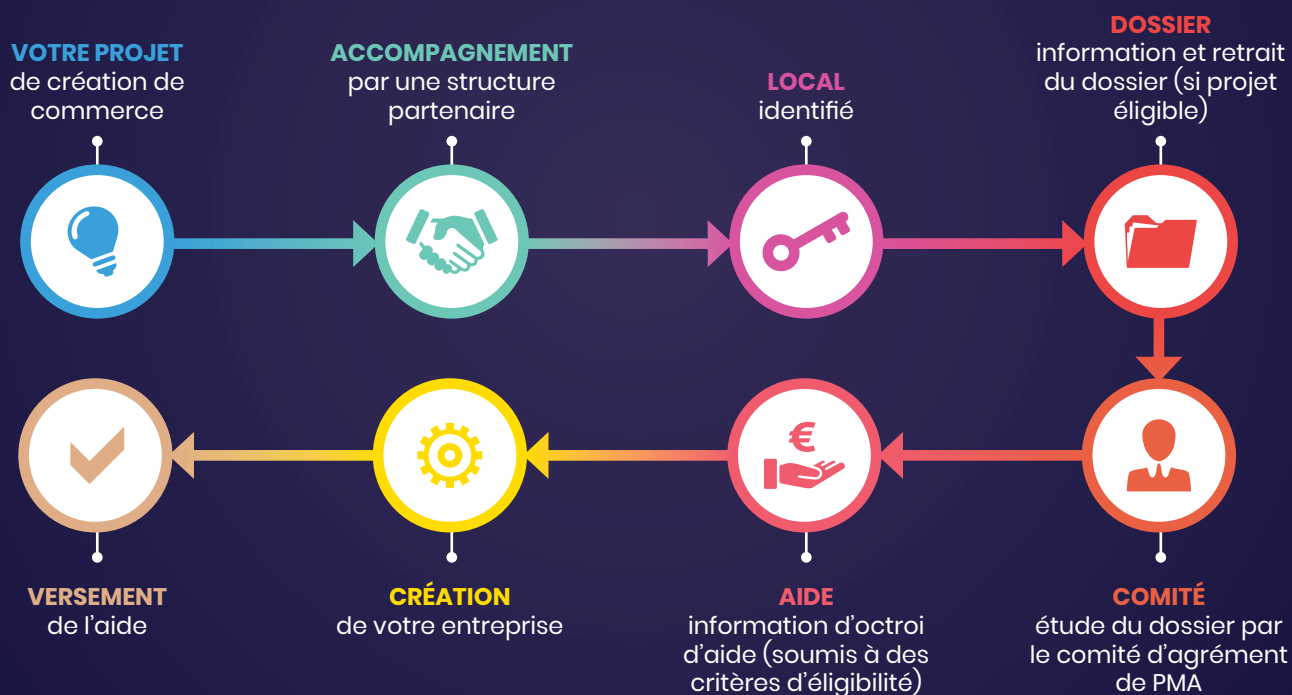 VOTRE PROJET
de création de
commerce
ACCOMPAGNEMENT
par une structure
partenaire
LOCAL
identifié
DOSSIER
information et retrait
du dossier (si projet
éligible)
VERSEMENT
de l'aide
CRÉATION
de votre entreprise
AIDE
information d'octroi
d'aide (soumis à des
critères d'éligibilité)
COMITÉ
étude du dossier par
le comité d'agrément
de PMA